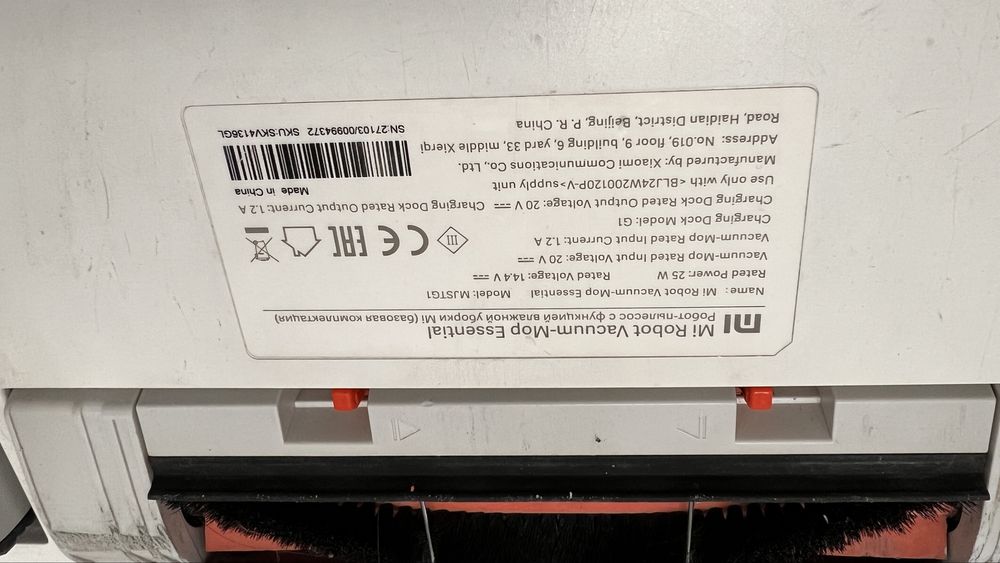 MI Mi Robot Vacuum-Mop Essential
Робот-пылесос с функцией влажной уборки Mi (базовая комплектация)
Name: Mi Robot Vacuum-Mop Essential Model: MJSTG1
Rated Power: 25 W Rated Voltage: 14.4 V ⎓
Vacuum-Mop Rated Input Voltage: 20 V ⎓
Vacuum-Mop Rated Input Current: 1.2 A
Charging Dock Model: G1
Charging Dock Rated Output Voltage: 20 V ⎓ Charging Dock Rated Output Current: 1.2 A
Use only with <BLJ24W200120P-V> supply unit
Manufactured by: Xiaomi Communications Co., Ltd.
Address: No.019, floor 9, building 6, yard 33, middle Xierqi
Road, Haidian District, Beijing, P. R. China
III CE EAC
Made in China
SN:27103/00994372 SKU:SKV4136GL